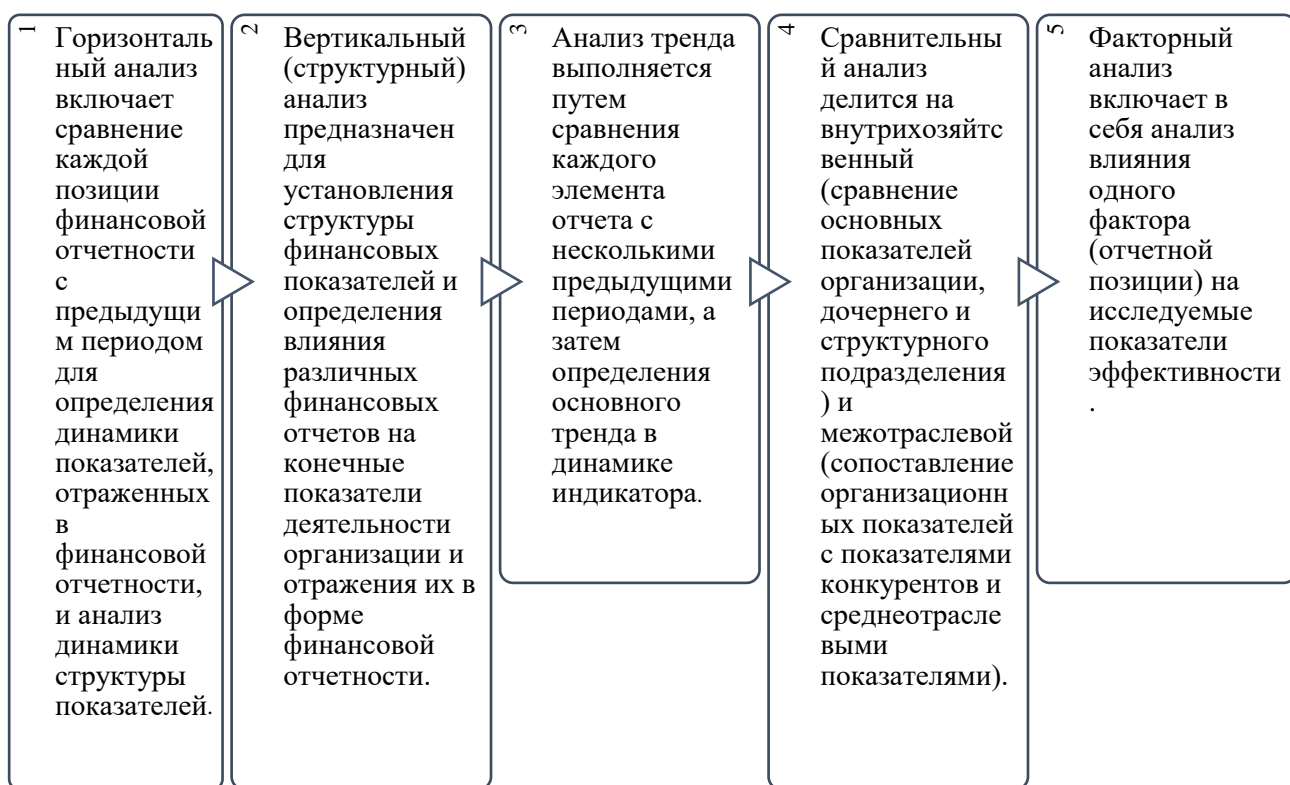 1
Горизонталь
ный анализ
включает
сравнение
каждой
позиции
финансовой
отчетности
с
предыдущи
м периодом
для
определения
динамики
показателей,
отраженных
в
финансовой
отчетности,
и анализ
динамики
структуры
показателей.
2
Вертикальный
(структурный)
анализ
предназначен
для
установления
структуры
финансовых
показателей и
определения
влияния
различных
финансовых
отчетов на
конечные
показатели
деятельности
организации и
отражения их в
форме
финансовой
отчетности.
3
Анализ тренда
выполняется
путем
сравнения
каждого
элемента
отчета с
несколькими
предыдущими
периодами, а
затем
определения
основного
тренда в
динамике
индикатора.
4
Сравнительны
й анализ
делится на
внутрихозяйтс
венный
(сравнение
основных
показателей
организации,
дочернего и
структурного
подразделения
) и
межотраслевой
(сопоставление
организационн
ых показателей
с показателями
конкурентов и
среднеотрасле
выми
показателями).
5
Факторный
анализ
включает в
себя анализ
влияния
одного
фактора
(отчетной
позиции) на
исследуемые
показатели
эффективности
.